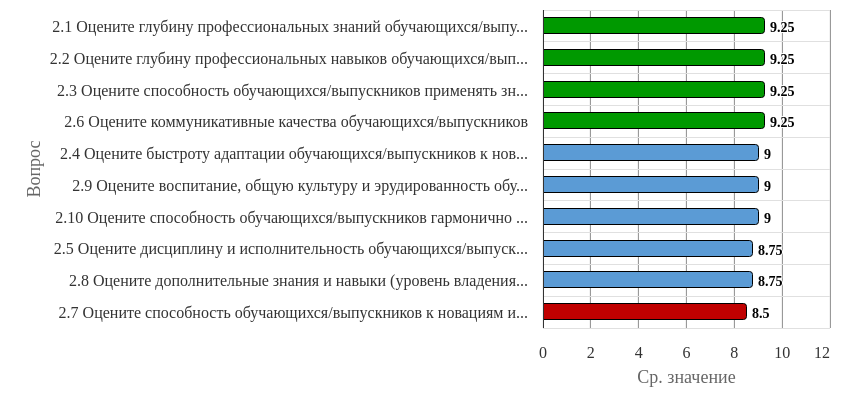 2.1 Оцените глубину профессиональных знаний обучающихся/выпу... 9.25
2.2 Оцените глубину профессиональных навыков обучающихся/вып... 9.25
2.3 Оцените способность обучающихся/выпускников применять зн... 9.25
2.6 Оцените коммуникативные качества обучающихся/выпускников 9.25
2.4 Оцените быстроту адаптации обучающихся/выпускников к нов... 9
2.9 Оцените воспитание, общую культуру и эрудированность обу... 9
2.10 Оцените способность обучающихся/выпускников гармонично ... 9
2.5 Оцените дисциплину и исполнительность обучающихся/выпуск... 8.75
2.8 Оцените дополнительные знания и навыки (уровень владения... 8.75
2.7 Оцените способность обучающихся/выпускников к новациям и... 8.5
Вопрос
0 2 4 6 8 10 12
Ср. значение